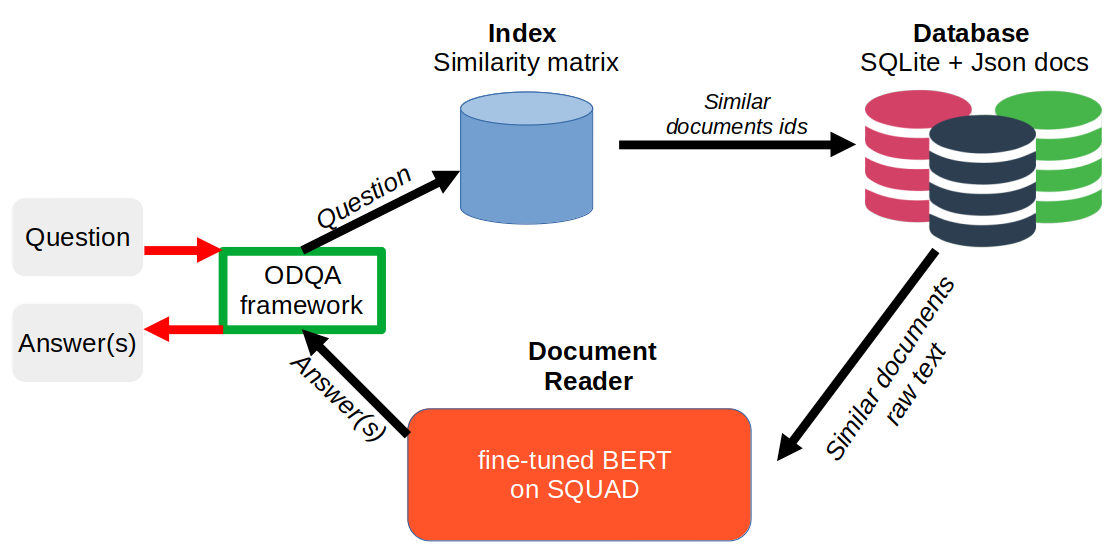 Index
Similarity matrix
Database
SQLite + Json docs
Similar
documents ids
Question
Question
ODQA
framework
Answer(s)
Answer(s)
Document
Reader
fine-tuned BERT
on SQUAD
Similar documents
raw text